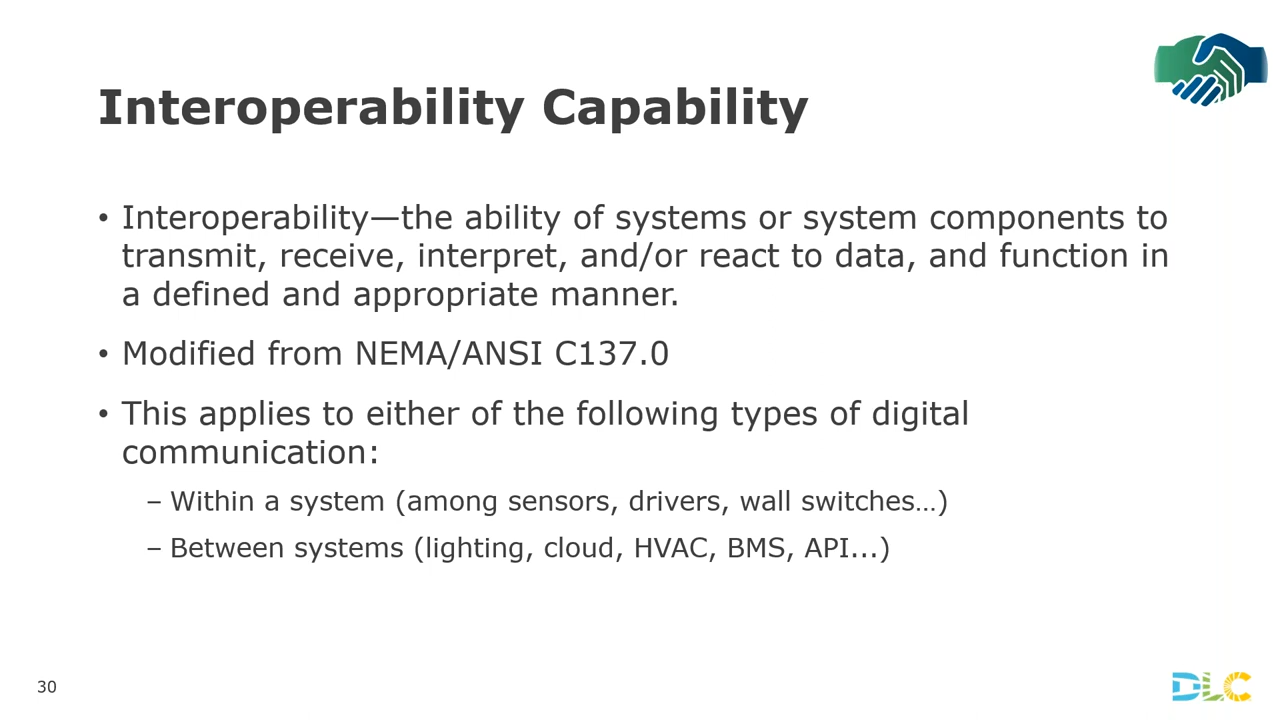 Interoperability Capability
• Interoperability—the ability of systems or system components to
transmit, receive, interpret, and/or react to data, and function in
a defined and appropriate manner.
• Modified from NEMA/ANSI C137.0
• This applies to either of the following types of digital
communication:
– Within a system (among sensors, drivers, wall switches…)
– Between systems (lighting, cloud, HVAC, BMS, API...)
30
DLC